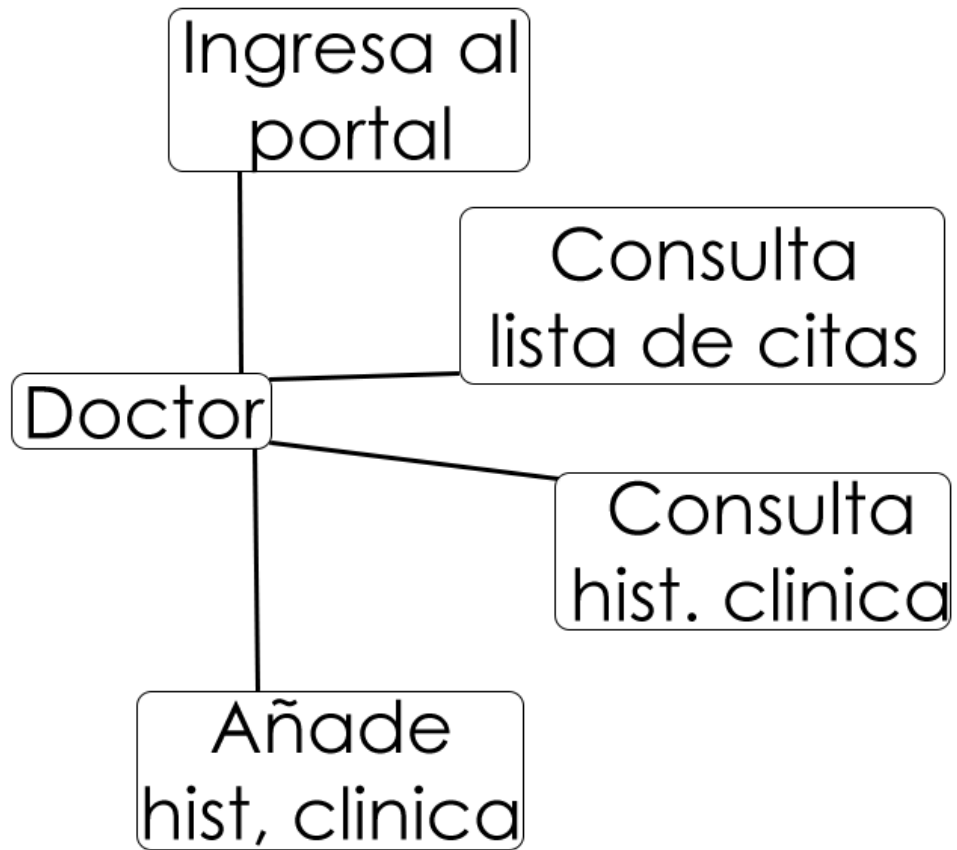 Ingresa al
portal
Consulta
lista de citas
Doctor
Consulta
hist. clinica
Añade
hist, clinica